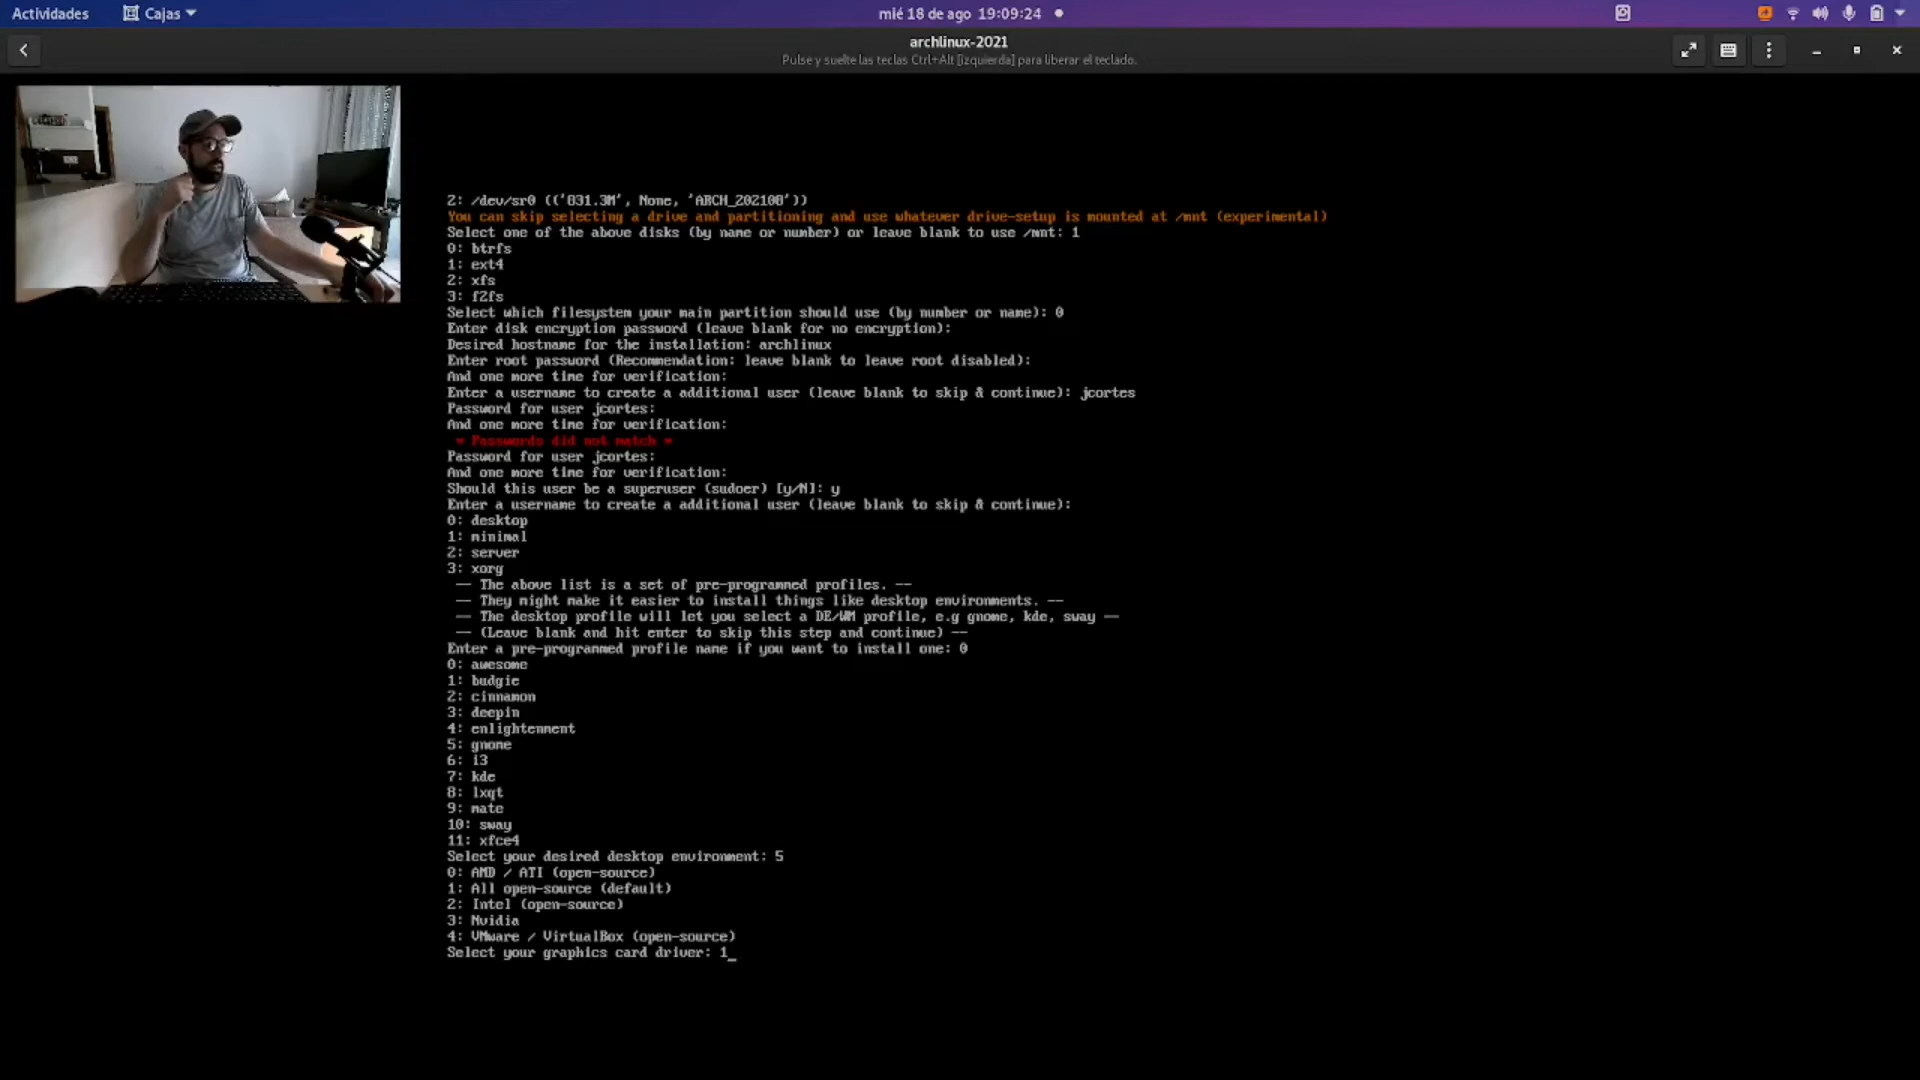 Actividades Cajas mié 18 de ago 19:09:24
archlinux-2021
Pulse y suelte las teclas Ctrl+Alt [izquierda] para liberar el teclado.
2: /dev/sr0 (('831.3M', None, 'ARCH_202108'))
You can skip selecting a drive and partitioning and use whatever drive-setup is mounted at /mnt (experimental)
Select one of the above disks (by name or number) or leave blank to use /mnt: 1
0: btrfs
1: ext4
2: xfs
3: f2fs
Select which filesystem your main partition should use (by number or name): 0
Enter disk encryption password (leave blank for no encryption):
Desired hostname for the installation: archlinux
Enter root password (Recommendation: leave blank to leave root disabled):
And one more time for verification:
Enter a username to create a additional user (leave blank to skip & continue): jcortes
Password for user jcortes:
And one more time for verification:
* Passwords did not match *
Password for user jcortes:
And one more time for verification:
Should this user be a superuser (sudoer) [y/N]: y
Enter a username to create a additional user (leave blank to skip & continue):
0: desktop
1: minimal
2: server
3: xorg
-- The above list is a set of pre-programmed profiles. --
-- They might make it easier to install things like desktop environments. --
-- The desktop profile will let you select a DE/WM profile, e.g gnome, kde, sway --
-- (Leave blank and hit enter to skip this step and continue) --
Enter a pre-programmed profile name if you want to install one: 0
0: awesome
1: budgie
2: cinnamon
3: deepin
4: enlightenment
5: gnome
6: i3
7: kde
8: lxqt
9: mate
10: sway
11: xfce4
Select your desired desktop environment: 5
0: AMD / ATI (open-source)
1: All open-source (default)
2: Intel (open-source)
3: Nvidia
4: VMware / VirtualBox (open-source)
Select your graphics card driver: 1_